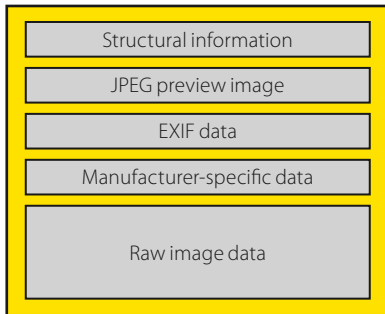 Structural information
JPEG preview image
EXIF data
Manufacturer-specific data
Raw image data